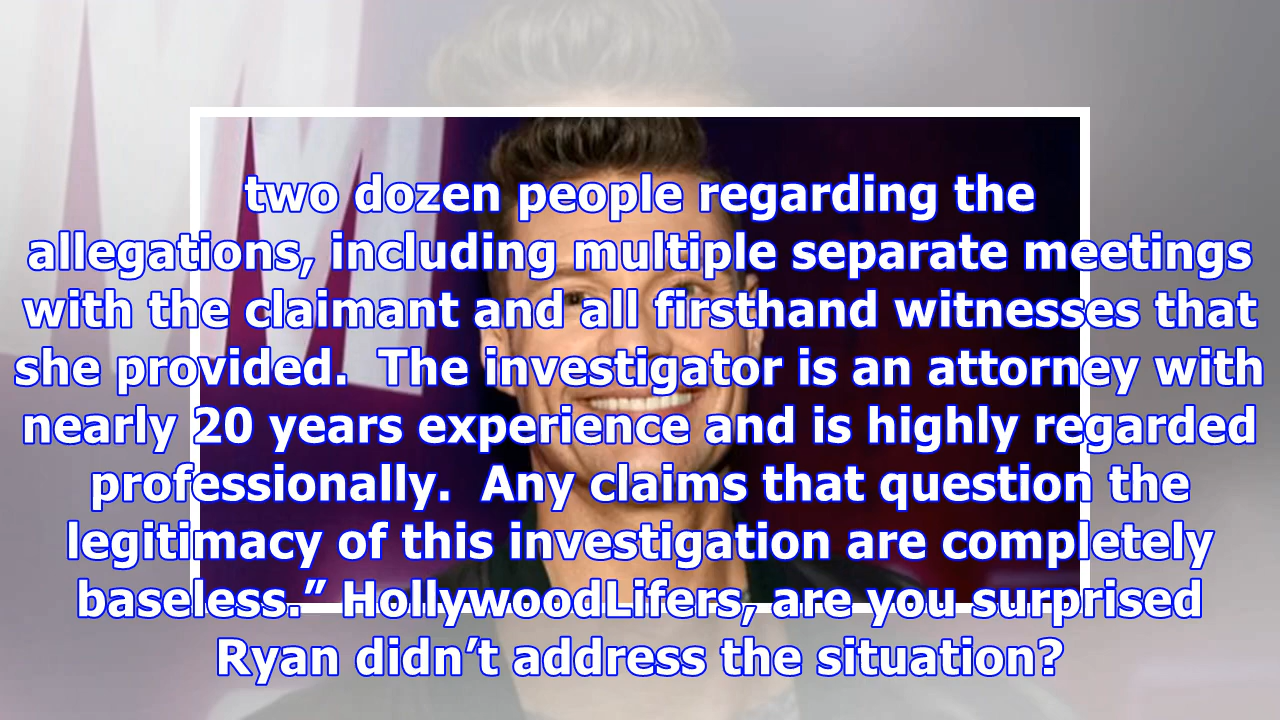 two dozen people regarding the
allegations, including multiple separate meetings
with the claimant and all firsthand witnesses that
she provided.  The investigator is an attorney with
nearly 20 years experience and is highly regarded
professionally.  Any claims that question the
legitimacy of this investigation are completely
baseless.” HollywoodLifers, are you surprised
Ryan didn’t address the situation?